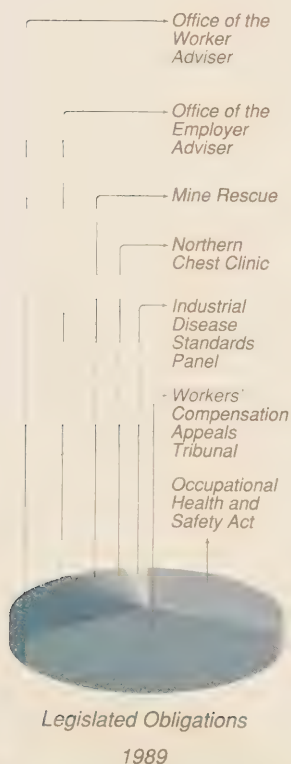 Office of the
Worker
Adviser
Office of the
Employer
Adviser
Mine Rescue
Northern
Chest Clinic
Industrial
Disease
Standards
Panel
Workers'
Compensation
Appeals
Tribunal
Occupational
Health and
Safety Act
Legislated Obligations
1989